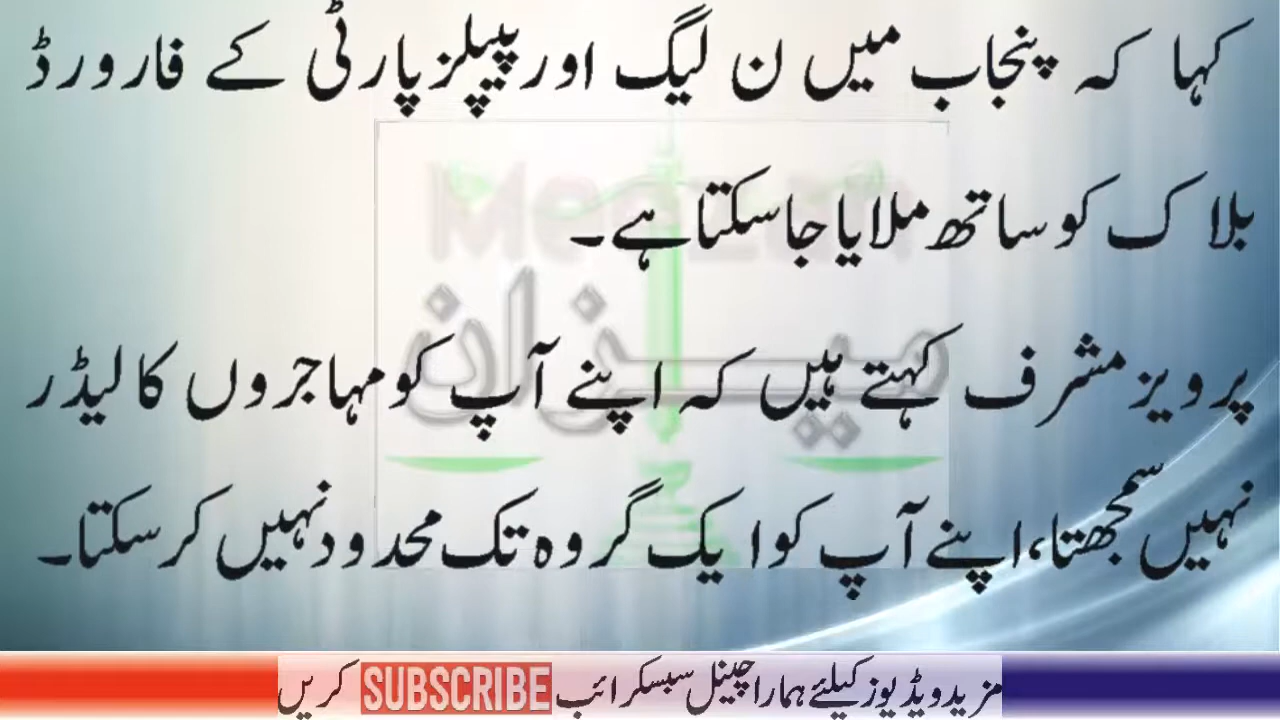 کہا کہ پنجاب میں ن لیگ اور پیپلز پارٹی کے فارورڈ
بلاک کو ساتھ ملایا جا سکتا ہے۔
Meezan
میزان
پرویز مشرف کہتے ہیں کہ اپنے آپ کو مہاجروں کا لیڈر
نہیں سمجھتا، اپنے آپ کو ایک گروہ تک محدود نہیں کر سکتا۔
مزید ویڈیوز کیلئے ہمارا چینل سبسکرائب SUBSCRIBE کریں